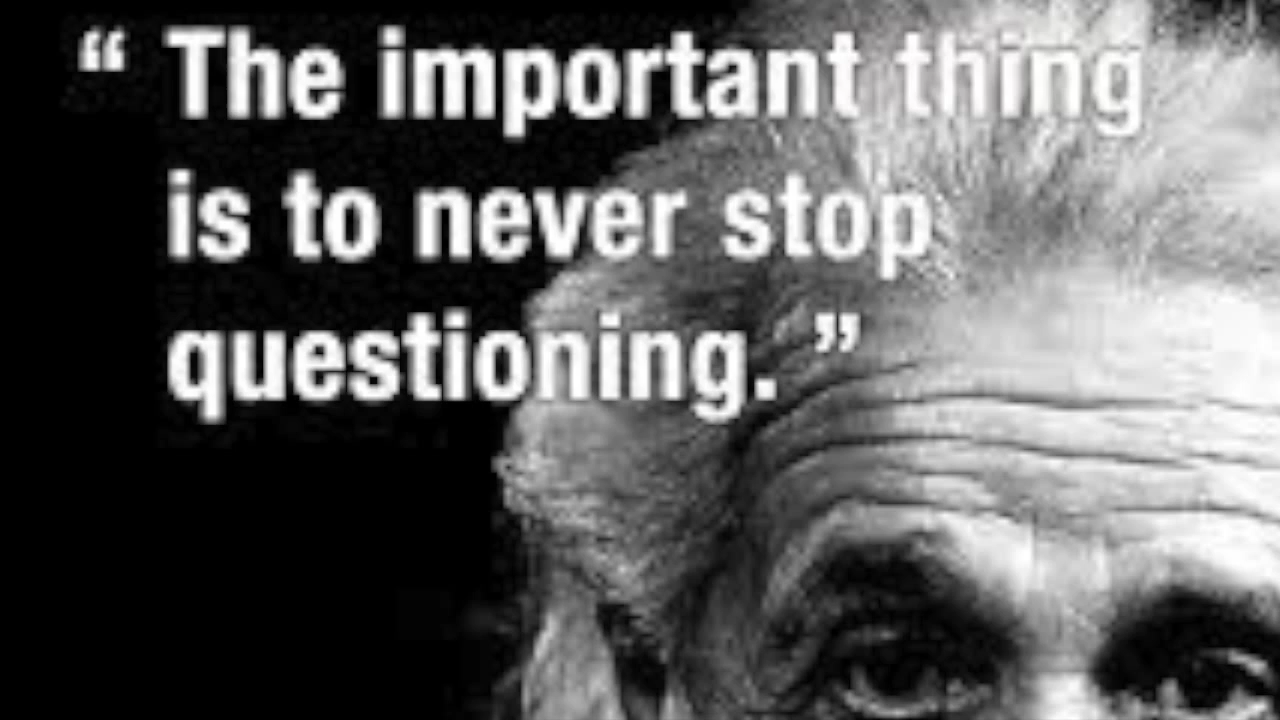 “ The important thing
is to never stop
questioning. ”